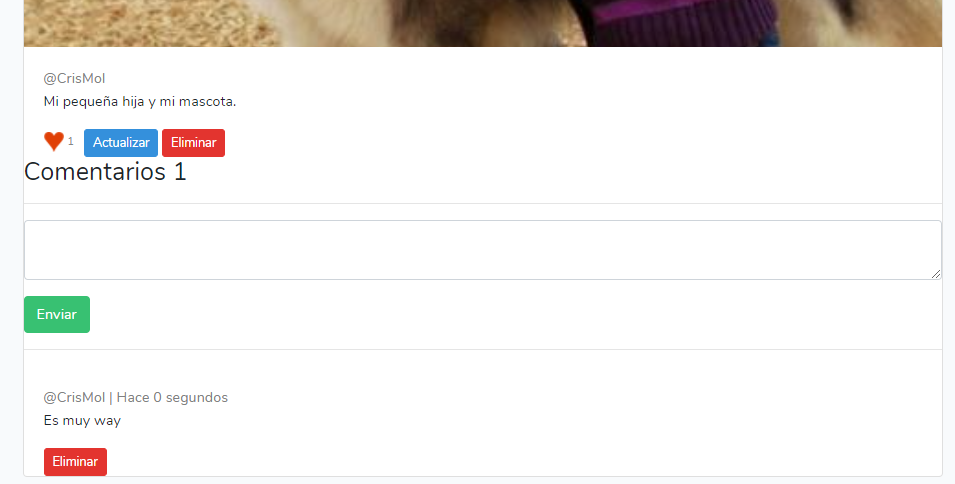 @CrisMol
Mi pequeña hija y mi mascota.
1 Actualizar Eliminar
Comentarios 1
Enviar
@CrisMol | Hace 0 segundos
Es muy way
Eliminar